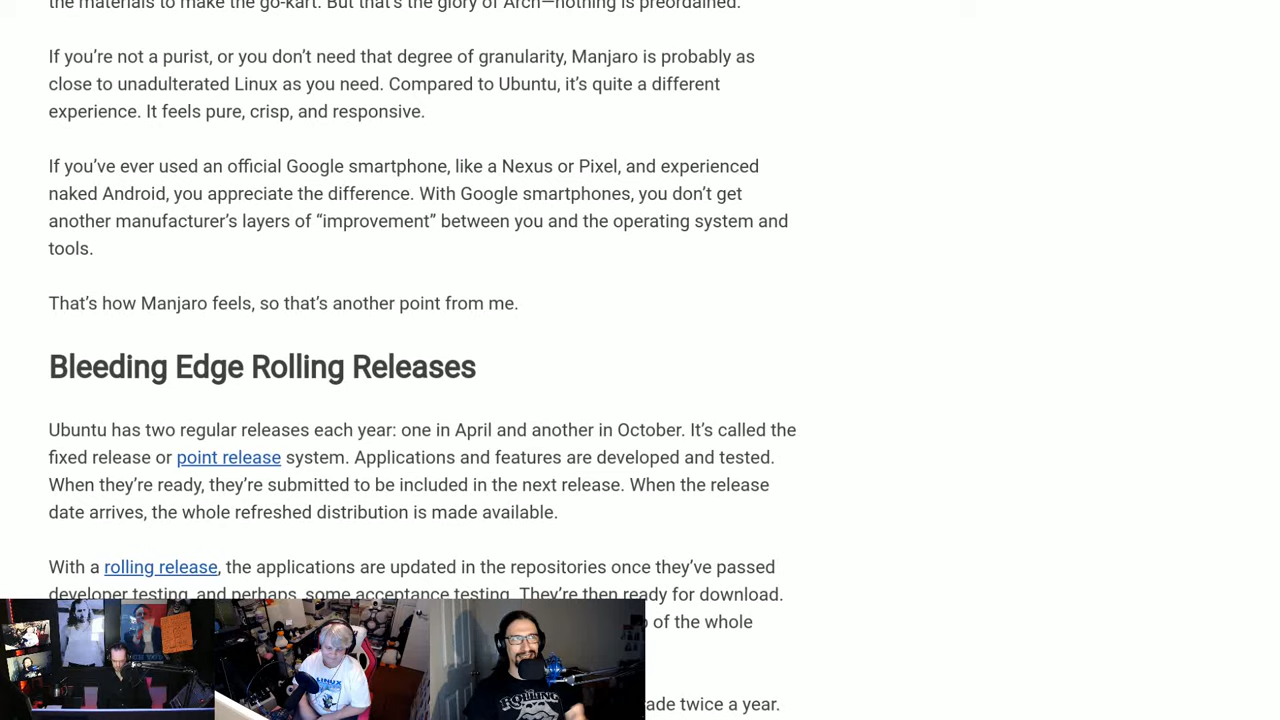 the materials to make the go-kart. But that's the glory of Arch—nothing is preordained.
If you're not a purist, or you don't need that degree of granularity, Manjaro is probably as
close to unadulterated Linux as you need. Compared to Ubuntu, it's quite a different
experience. It feels pure, crisp, and responsive.
If you've ever used an official Google smartphone, like a Nexus or Pixel, and experienced
naked Android, you appreciate the difference. With Google smartphones, you don't get
another manufacturer's layers of “improvement” between you and the operating system and
tools.
That's how Manjaro feels, so that's another point from me.
Bleeding Edge Rolling Releases
Ubuntu has two regular releases each year: one in April and another in October. It's called the
fixed release or point release system. Applications and features are developed and tested.
When they're ready, they're submitted to be included in the next release. When the release
date arrives, the whole refreshed distribution is made available.
With a rolling release, the applications are updated in the repositories once they've passed
developer testing, and perhaps, some acceptance testing. They're then ready for download.
of the whole
twice a year.
LINUX
ROLLING